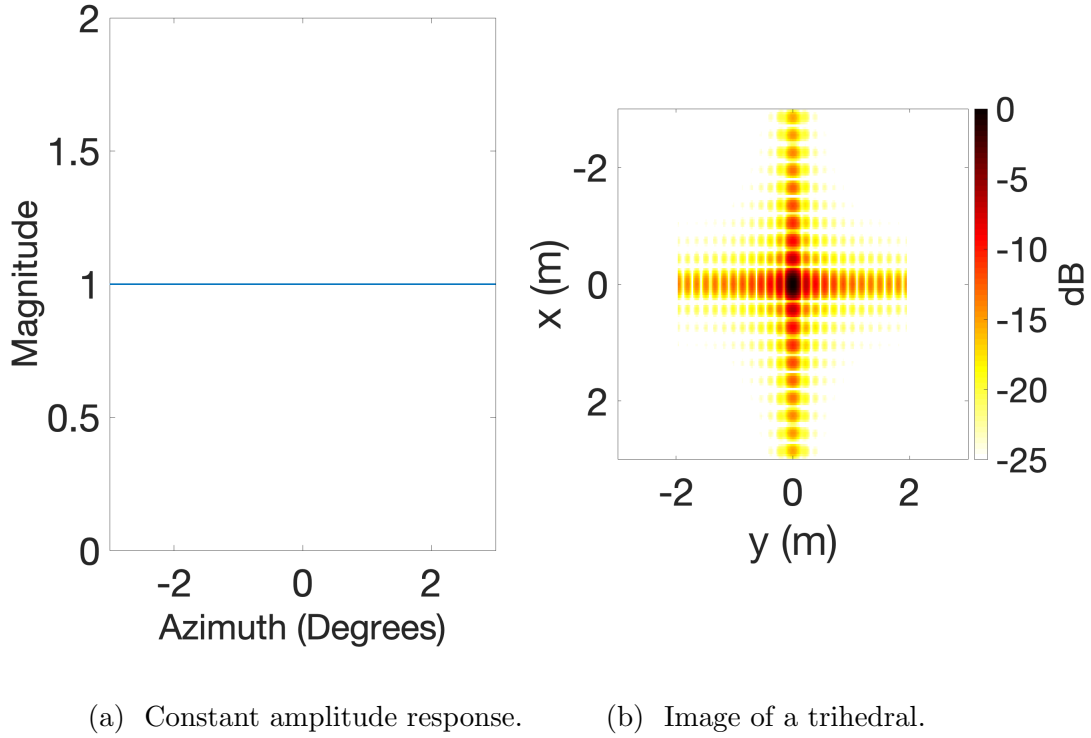 2
1.5
1
0.5
0
Magnitude
-2 0 2
Azimuth (Degrees)
-2
0
2
x (m)
-2 0 2
y (m)
0
-5
-10
-15
-20
-25
dB
(a) Constant amplitude response.
(b) Image of a trihedral.